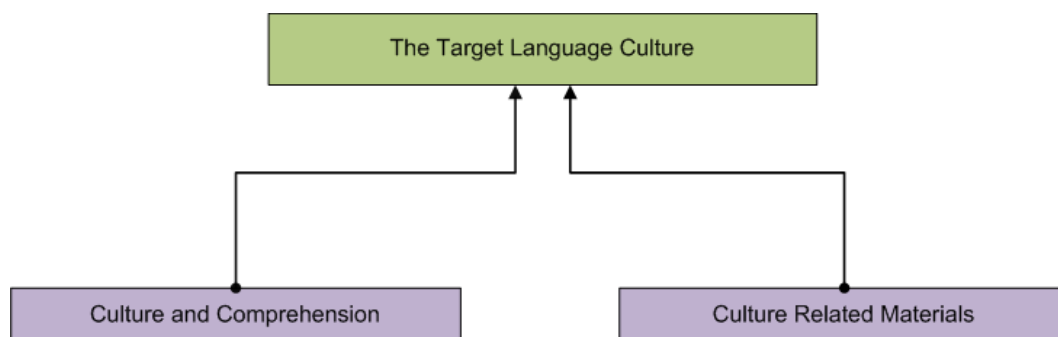 The Target Language Culture
Culture and Comprehension
Culture Related Materials